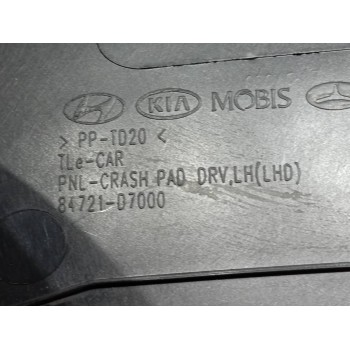 KIA MOBIS
> PP-TD20 <
TLe-CAR
PNL-CRASH PAD DRV,LH(LHD)
84721-D7000